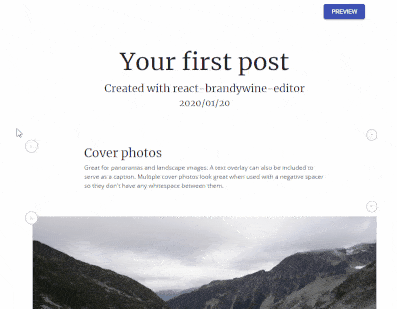 PREVIEW
Your first post
Created with react-brandywine-editor
2020/01/20
Cover photos
Great for panoramas and landscape images. A text overlay can also be included to
serve as a caption. Multiple cover photos look great when used with a negative spacer
so they don't have any whitespace between them.